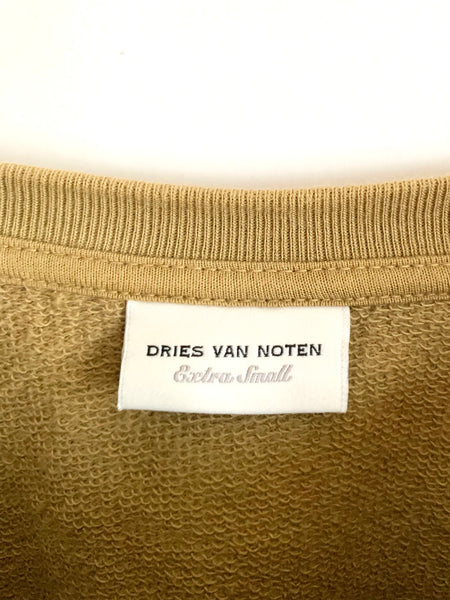 DRIES VAN NOTEN
Extra Small